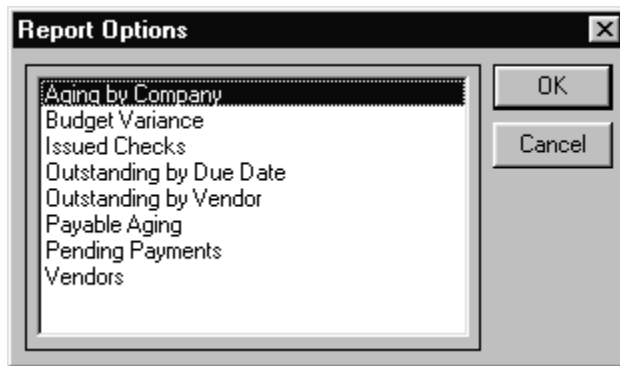 Report Options
Aging by Company
Budget Variance
Issued Checks
Outstanding by Due Date
Outstanding by Vendor
Payable Aging
Pending Payments
Vendors
OK
Cancel